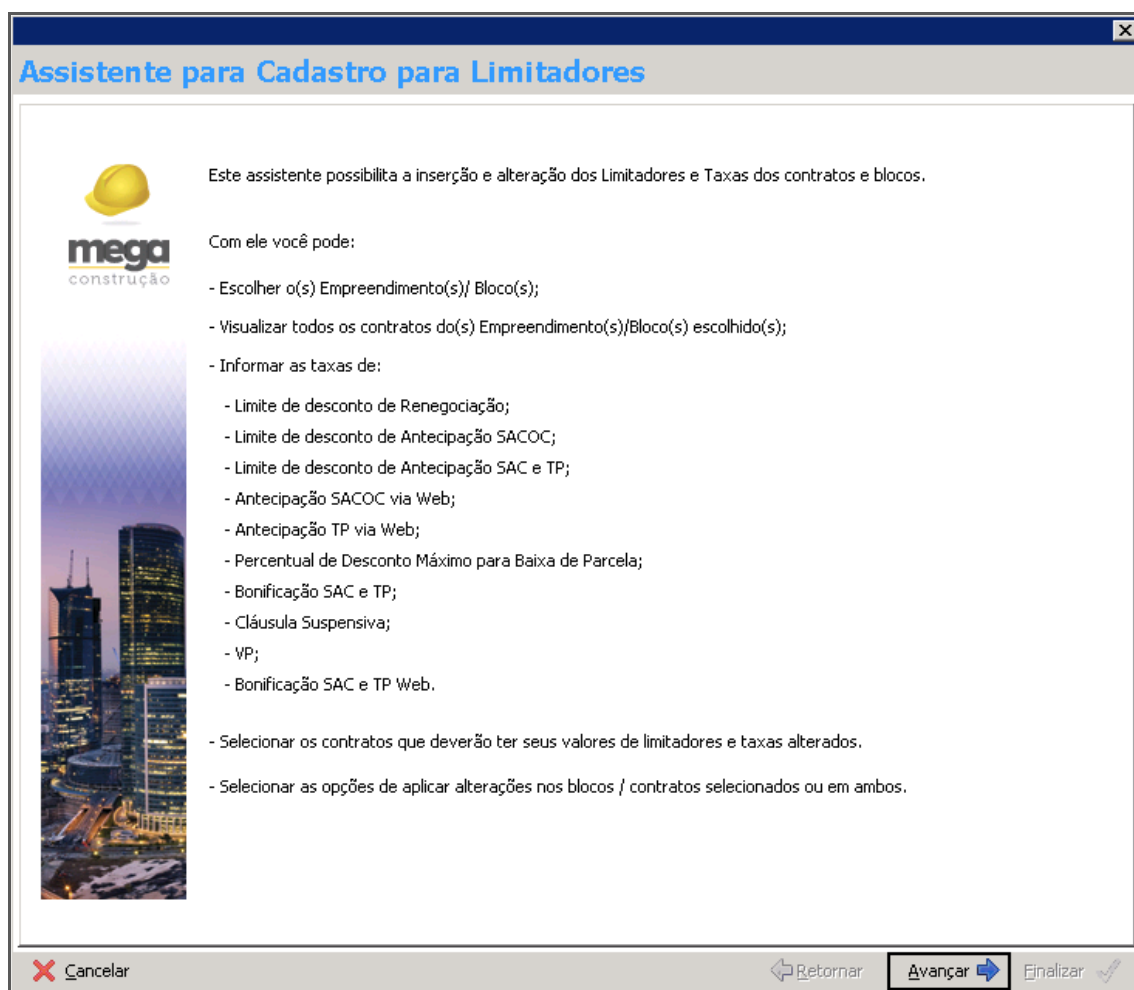 Assistente para Cadastro para Limitadores
Este assistente possibilita a inserção e alteração dos Limitadores e Taxas dos contratos e blocos.
mega
construção
Com ele você pode:
- Escolher o(s) Empreendimento(s)/ Bloco(s);
- Visualizar todos os contratos do(s) Empreendimento(s)/Bloco(s) escolhido(s);
- Informar as taxas de:
- Limite de desconto de Renegociação;
- Limite de desconto de Antecipação SACOC;
- Limite de desconto de Antecipação SAC e TP;
- Antecipação SACOC via Web;
- Antecipação TP via Web;
- Percentual de Desconto Máximo para Baixa de Parcela;
- Bonificação SAC e TP;
- Cláusula Suspensiva;
- VP;
- Bonificação SAC e TP Web.
- Selecionar os contratos que deverão ter seus valores de limitadores e taxas alterados.
- Selecionar as opções de aplicar alterações nos blocos / contratos selecionados ou em ambos.
Cancelar
Retornar
Avançar
Finalizar